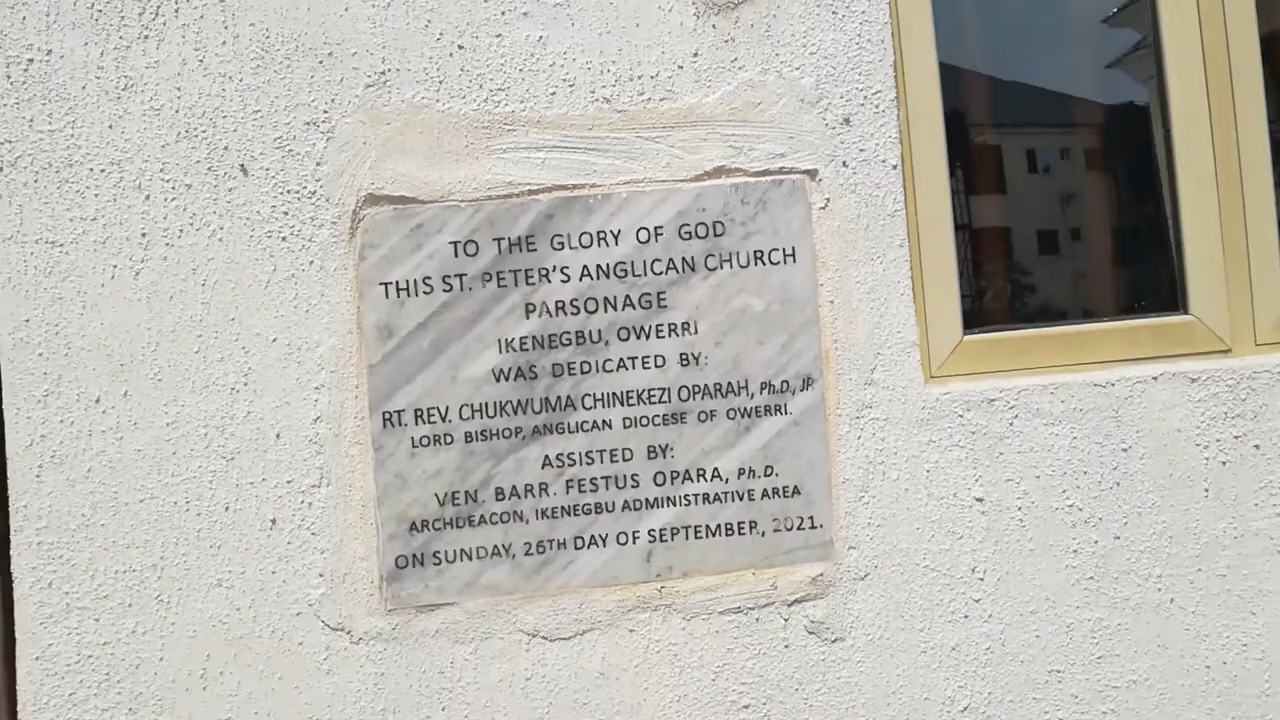 TO THE GLORY OF GOD
THIS ST. PETER'S ANGLICAN CHURCH
PARSONAGE
IKENEGBU, OWERRI
WAS DEDICATED BY:
RT. REV. CHUKWUMA CHINEKEZI OPARAH, Ph.D., JP
LORD BISHOP, ANGLICAN DIOCESE OF OWERRI.
ASSISTED BY:
VEN. BARR. FESTUS OPARA, Ph.D.
ARCHDEACON, IKENEGBU ADMINISTRATIVE AREA
ON SUNDAY, 26TH DAY OF SEPTEMBER, 2021.